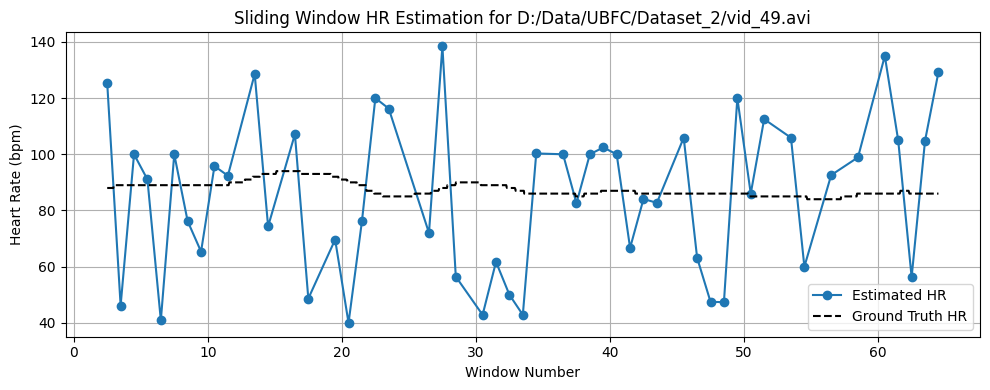 Sliding Window HR Estimation for D:/Data/UBFC/Dataset_2/vid_49.avi
Heart Rate (bpm)
140
120
100
80
60
40
0 10 20 30 40 50 60
Window Number
Estimated HR
Ground Truth HR